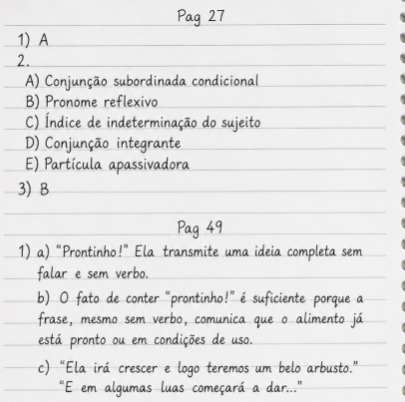 Pag 27
1) A
2.
A) Conjunção subordinada condicional
B) Pronome reflexivo
C) Índice de indeterminação do sujeito
D) Conjunção integrante
E) Partícula apassivadora
3) B
Pag 49
1) a) "Prontinho!" Ela transmite uma ideia completa sem
falar e sem verbo.
b) O fato de conter "prontinho!" é suficiente porque a
frase, mesmo sem verbo, comunica que o alimento já
está pronto ou em condições de uso.
c) "Ela irá crescer e logo teremos um belo arbusto."
"E em algumas luas começará a dar..."